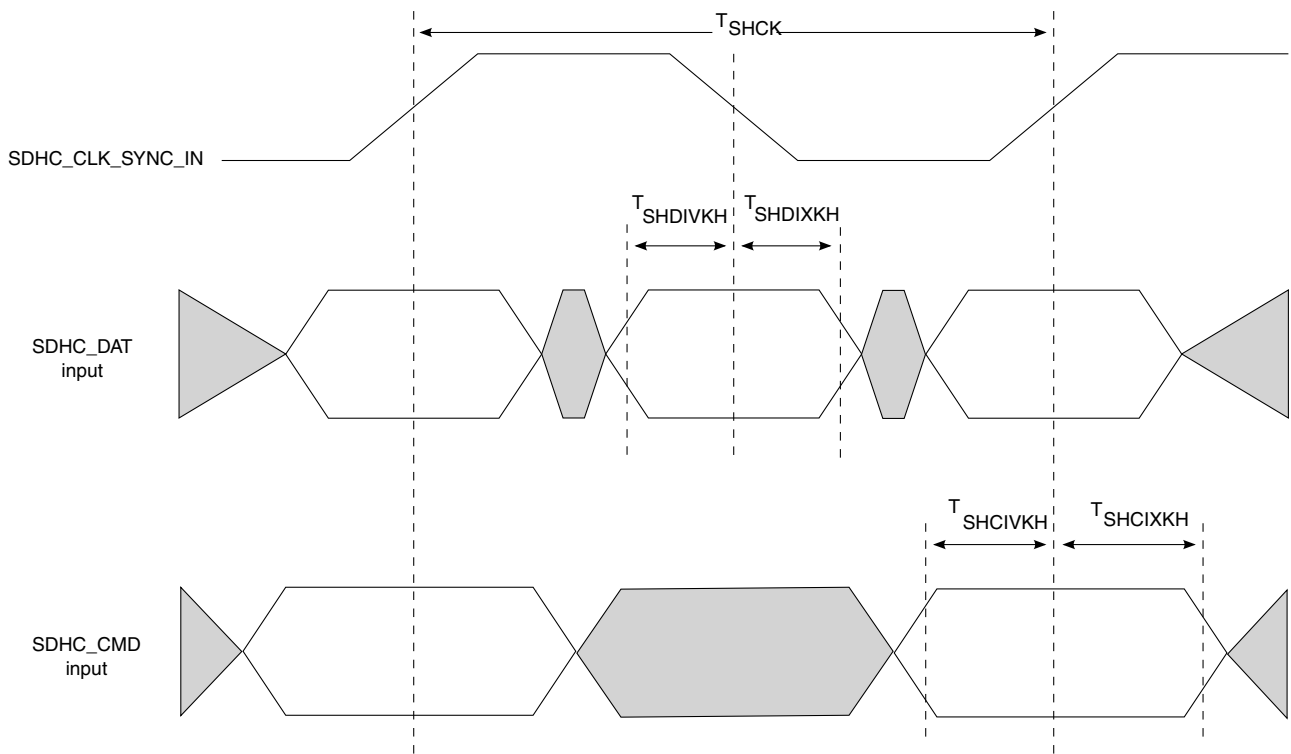 TSHCK
SDHC_CLK_SYNC_IN
TSHDIVKH
TSHDIXKH
SDHC_DAT
input
TSHCIVKH
TSHCIXKH
SDHC_CMD
input